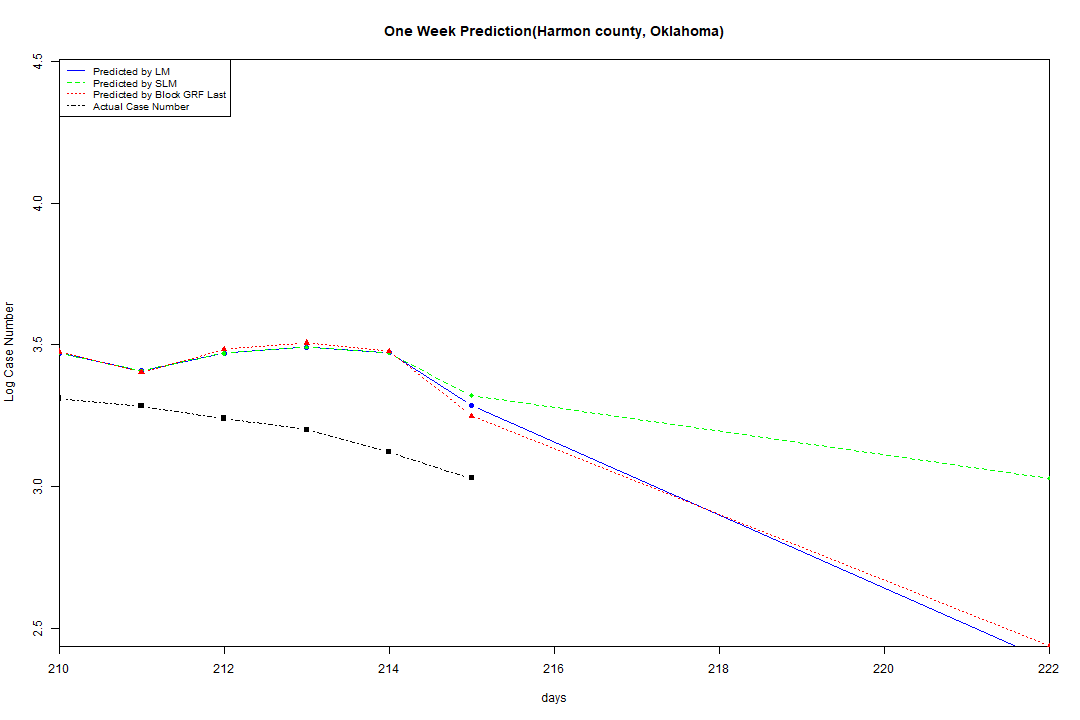 One Week Prediction(Harmon county, Oklahoma)
Predicted by LM
Predicted by SLM
Predicted by Block GRF Last
Actual Case Number
Log Case Number
4.5
4.0
3.5
3.0
2.5
210 212 214 216 218 220 222
days